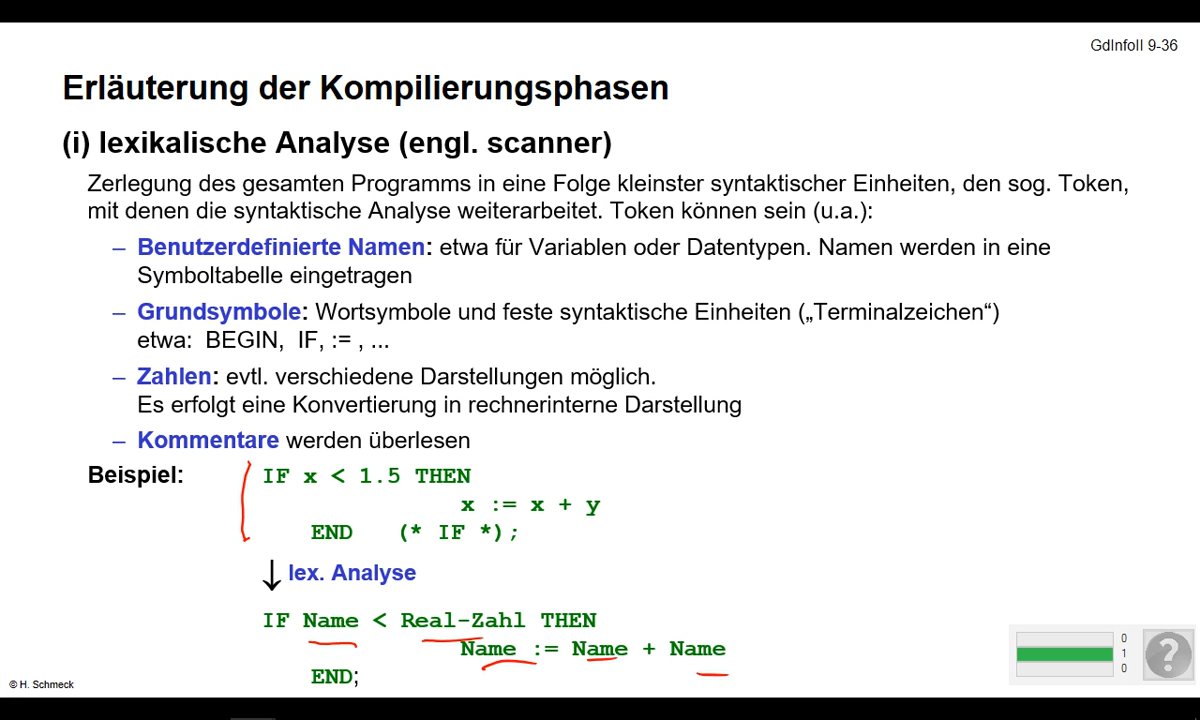 GdInfoII 9-36
Erläuterung der Kompilierungsphasen
(i) lexikalische Analyse (engl. scanner)
Zerlegung des gesamten Programms in eine Folge kleinster syntaktischer Einheiten, den sog. Token,
mit denen die syntaktische Analyse weiterarbeitet. Token können sein (u.a.):
– Benutzerdefinierte Namen: etwa für Variablen oder Datentypen. Namen werden in eine
Symboltabelle eingetragen
– Grundsymbole: Wortsymbole und feste syntaktische Einheiten („Terminalzeichen“)
etwa: BEGIN, IF, := , ...
– Zahlen: evtl. verschiedene Darstellungen möglich.
Es erfolgt eine Konvertierung in rechnerinterne Darstellung
– Kommentare werden überlesen
Beispiel: IF x < 1.5 THEN
x := x + y
END (* IF *);
↓ lex. Analyse
IF Name < Real-Zahl THEN
Name := Name + Name
END;
0
1
0
?
© H. Schmeck